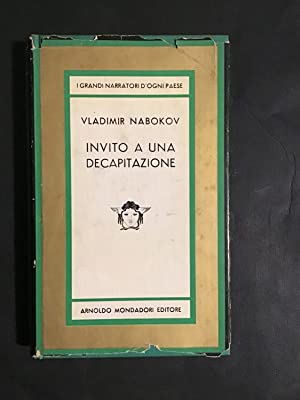 I GRANDI NARRATORI D'OGNI PAESE
VLADIMIR NABOKOV
INVITO A UNA
DECAPITAZIONE
ARNOLDO MONDADORI EDITORE